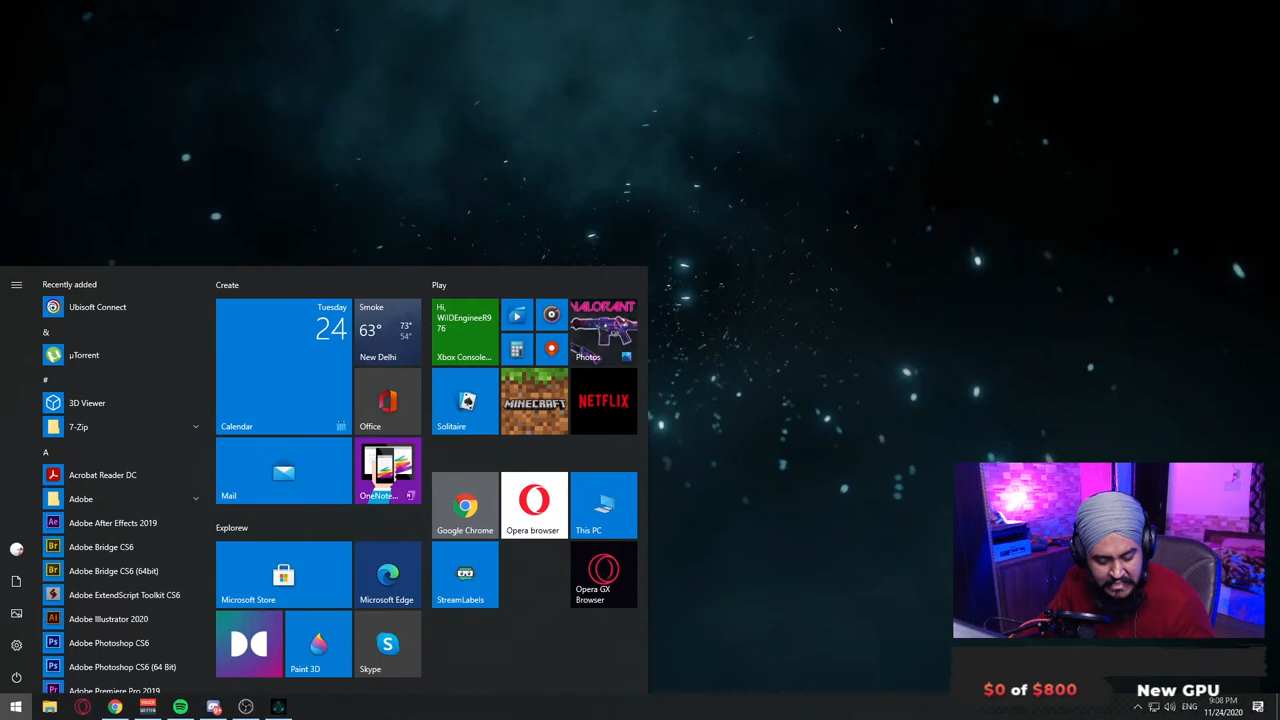 Recently added
Ubisoft Connect
&
µTorrent
#
3D Viewer
7-Zip
A
Acrobat Reader DC
Adobe
Adobe After Effects 2019
Adobe Bridge CS6
Adobe Bridge CS6 (64bit)
Adobe ExtendScript Toolkit CS6
Adobe Illustrator 2020
Adobe Photoshop CS6
Adobe Photoshop CS6 (64 Bit)
Adobe Premiere Pro 2019
Create
Tuesday
24
Calendar
Smoke
63° 73°
54°
New Delhi
Office
Mail
OneNote...
Explorew
Microsoft Store
Microsoft Edge
Paint 3D
Skype
Play
Hi,
WildEngineeR9
76
Xbox Console...
VALORANT
Photos
Solitaire
MINECRAFT
NETFLIX
Google Chrome
Opera browser
This PC
StreamLabels
Opera GX
Browser
$0 of $800
New GPU
ENG
9:08 PM
11/24/2020